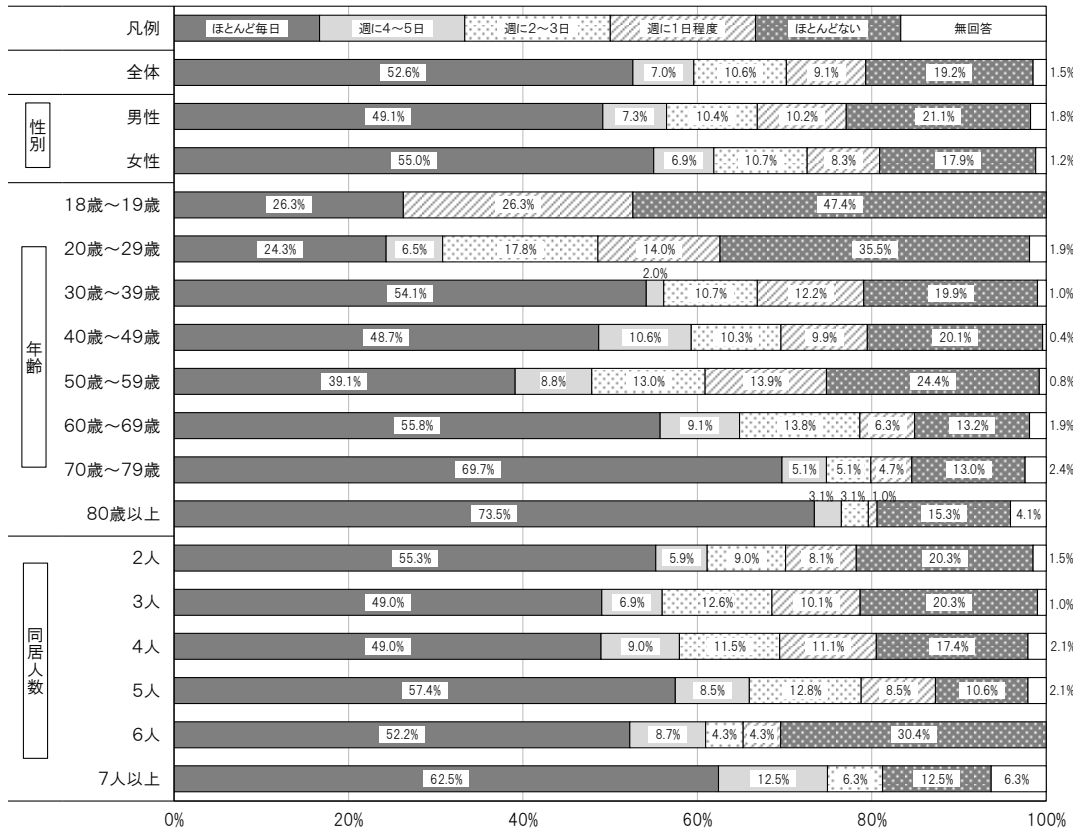 凡例 ほとんど毎日 週に4～5日 週に2～3日 週に1日程度 ほとんどない 無回答
全体 52.6% 7.0% 10.6% 9.1% 19.2% 1.5%
性別
男性 49.1% 7.3% 10.4% 10.2% 21.1% 1.8%
女性 55.0% 6.9% 10.7% 8.3% 17.9% 1.2%
年齢
18歳～19歳 26.3% 26.3% 47.4%
20歳～29歳 24.3% 6.5% 17.8% 14.0% 35.5% 1.9%
30歳～39歳 54.1% 2.0% 10.7% 12.2% 19.9% 1.0%
40歳～49歳 48.7% 10.6% 10.3% 9.9% 20.1% 0.4%
50歳～59歳 39.1% 8.8% 13.0% 13.9% 24.4% 0.8%
60歳～69歳 55.8% 9.1% 13.8% 6.3% 13.2% 1.9%
70歳～79歳 69.7% 5.1% 5.1% 4.7% 13.0% 2.4%
80歳以上 73.5% 3.1% 3.1% 1.0% 15.3% 4.1%
同居人数
2人 55.3% 5.9% 9.0% 8.1% 20.3% 1.5%
3人 49.0% 6.9% 12.6% 10.1% 20.3% 1.0%
4人 49.0% 9.0% 11.5% 11.1% 17.4% 2.1%
5人 57.4% 8.5% 12.8% 8.5% 10.6% 2.1%
6人 52.2% 8.7% 4.3% 4.3% 30.4%
7人以上 62.5% 12.5% 6.3% 12.5% 6.3%
0% 20% 40% 60% 80% 100%